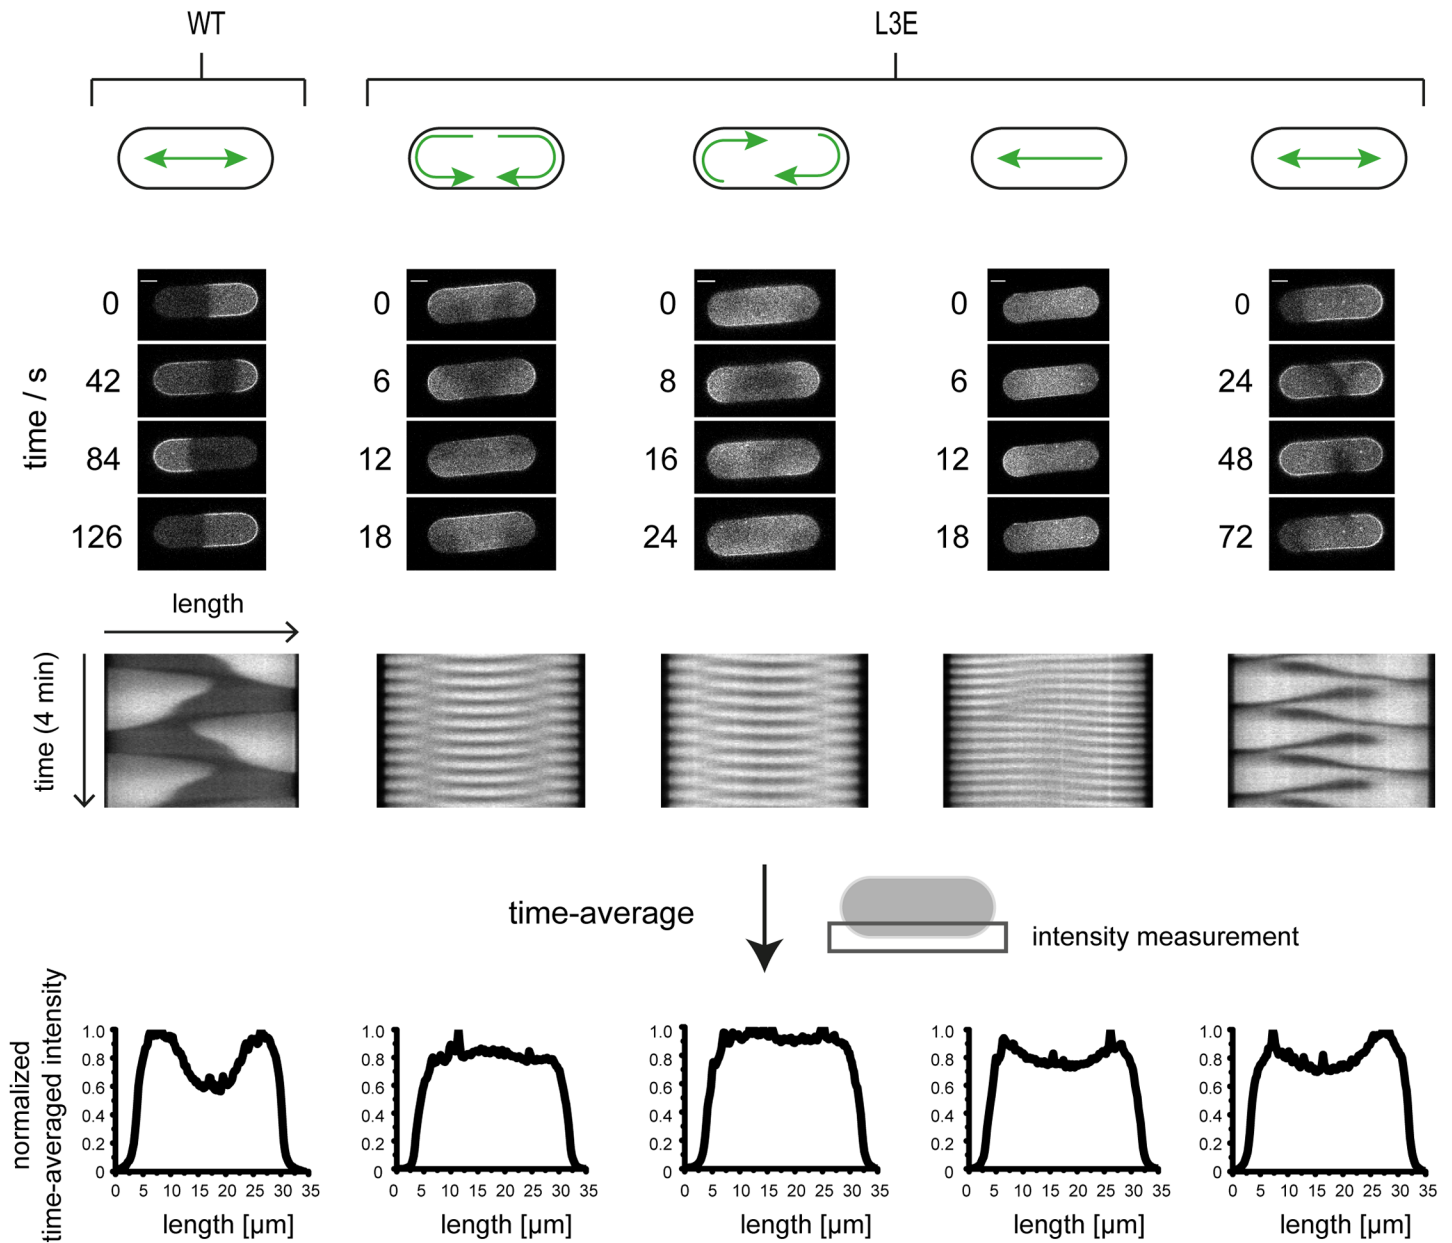 WT
L3E
time / s
0
42
84
126
0
6
12
18
0
8
16
24
0
6
12
18
0
24
48
72
length
time (4 min)
time-average
intensity measurement
normalized
time-averaged intensity
1.0
0.8
0.6
0.4
0.2
0
0 5 10 15 20 25 30 35
length [µm]
1.0
0.8
0.6
0.4
0.2
0
0 5 10 15 20 25 30 35
length [µm]
1.0
0.8
0.6
0.4
0.2
0
0 5 10 15 20 25 30 35
length [µm]
1.0
0.8
0.6
0.4
0.2
0
0 5 10 15 20 25 30 35
length [µm]
1.0
0.8
0.6
0.4
0.2
0
0 5 10 15 20 25 30 35
length [µm]